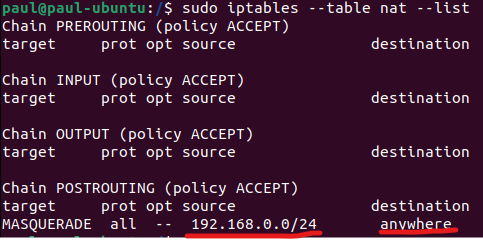 paul@paul-ubuntu:/$ sudo iptables --table nat --list
Chain PREROUTING (policy ACCEPT)
target     prot opt source               destination

Chain INPUT (policy ACCEPT)
target     prot opt source               destination

Chain OUTPUT (policy ACCEPT)
target     prot opt source               destination

Chain POSTROUTING (policy ACCEPT)
target     prot opt source               destination
MASQUERADE  all  --  192.168.0.0/24       anywhere